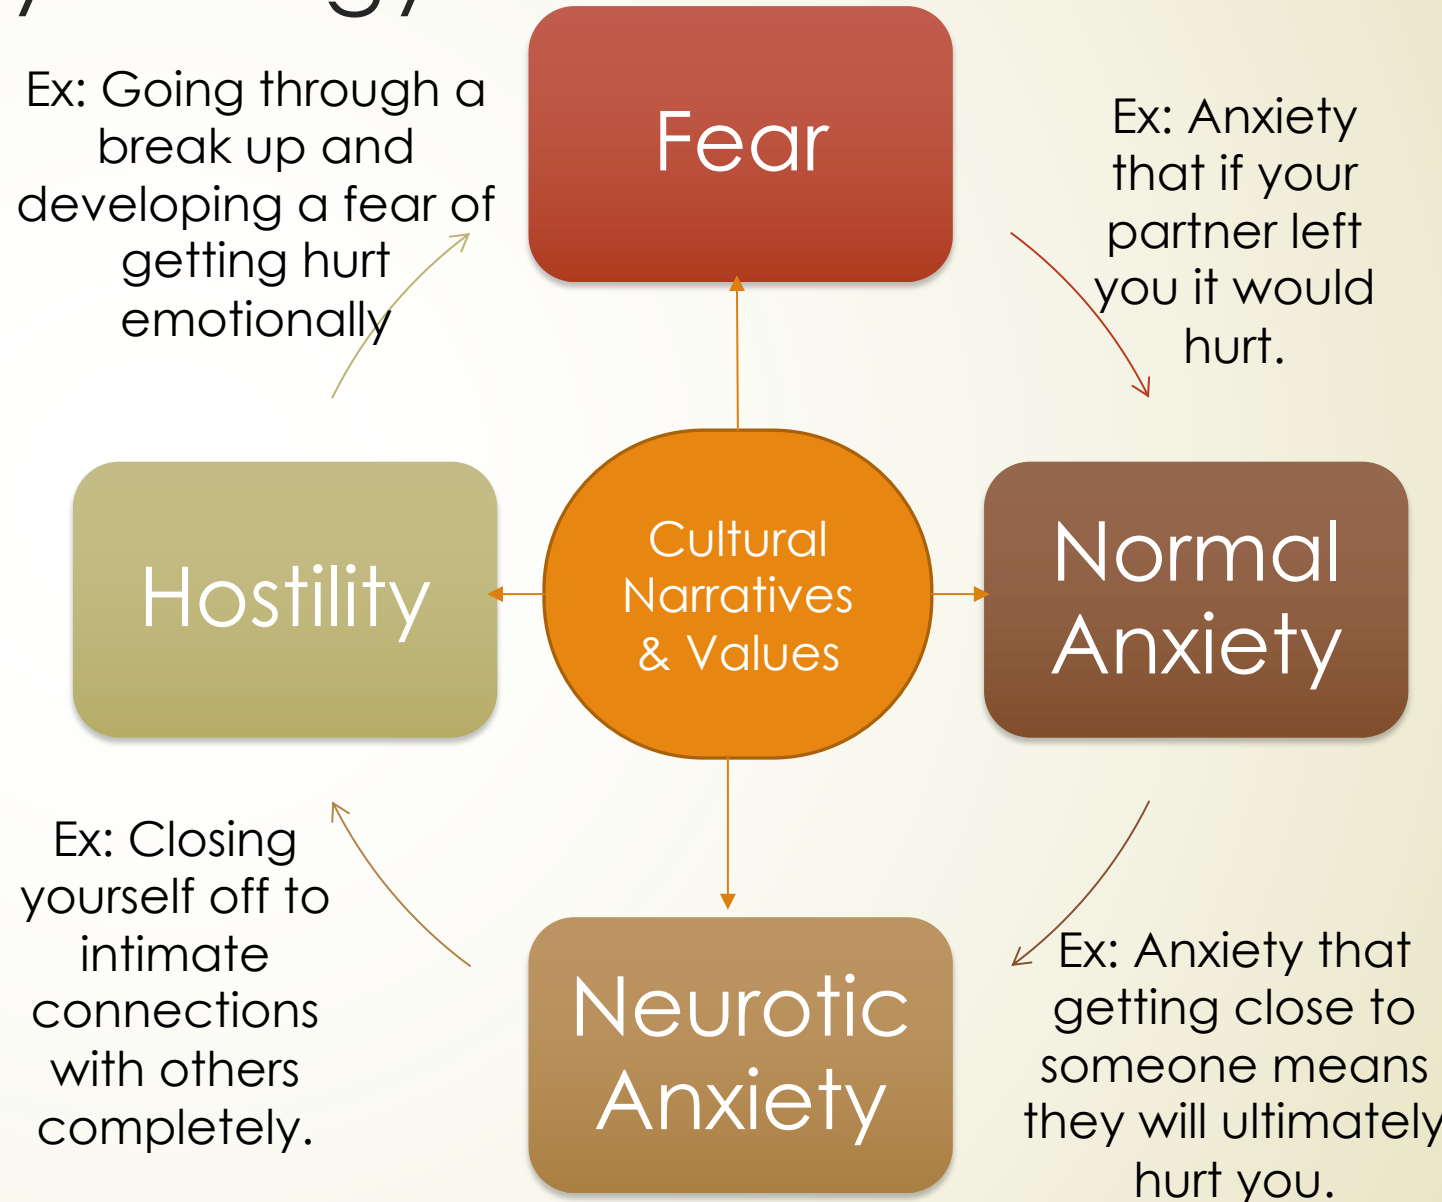 Ex: Going through a
break up and
developing a fear of
getting hurt
emotionally
Fear
Ex: Anxiety
that if your
partner left
you it would
hurt.
Hostility
Cultural
Narratives
& Values
Normal
Anxiety
Ex: Closing
yourself off to
intimate
connections
with others
completely.
Neurotic
Anxiety
Ex: Anxiety that
getting close to
someone means
they will ultimately
hurt you.